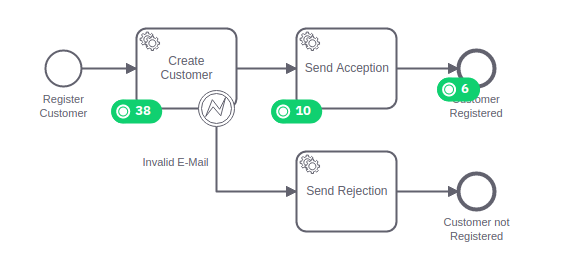 Create
Customer
Send Acception
Register
Customer
38
10
6
Customer
Registered
Invalid E-Mail
Send Rejection
Customer not
Registered